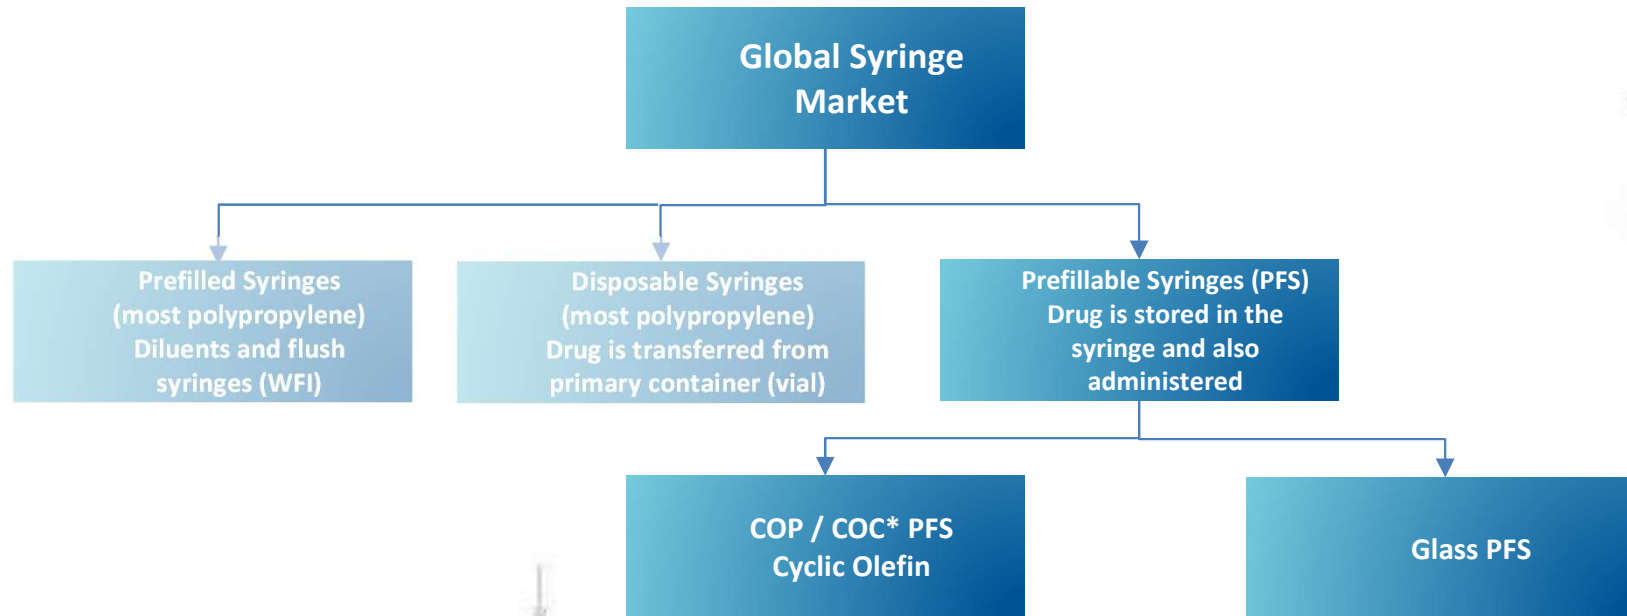 Global Syringe
Market
Prefilled Syringes
(most polypropylene)
Diluents and flush
syringes (WFI)
Disposable Syringes
(most polypropylene)
Drug is transferred from
primary container (vial)
Prefillable Syringes (PFS)
Drug is stored in the
syringe and also
administered
COP / COC* PFS
Cyclic Olefin
Glass PFS